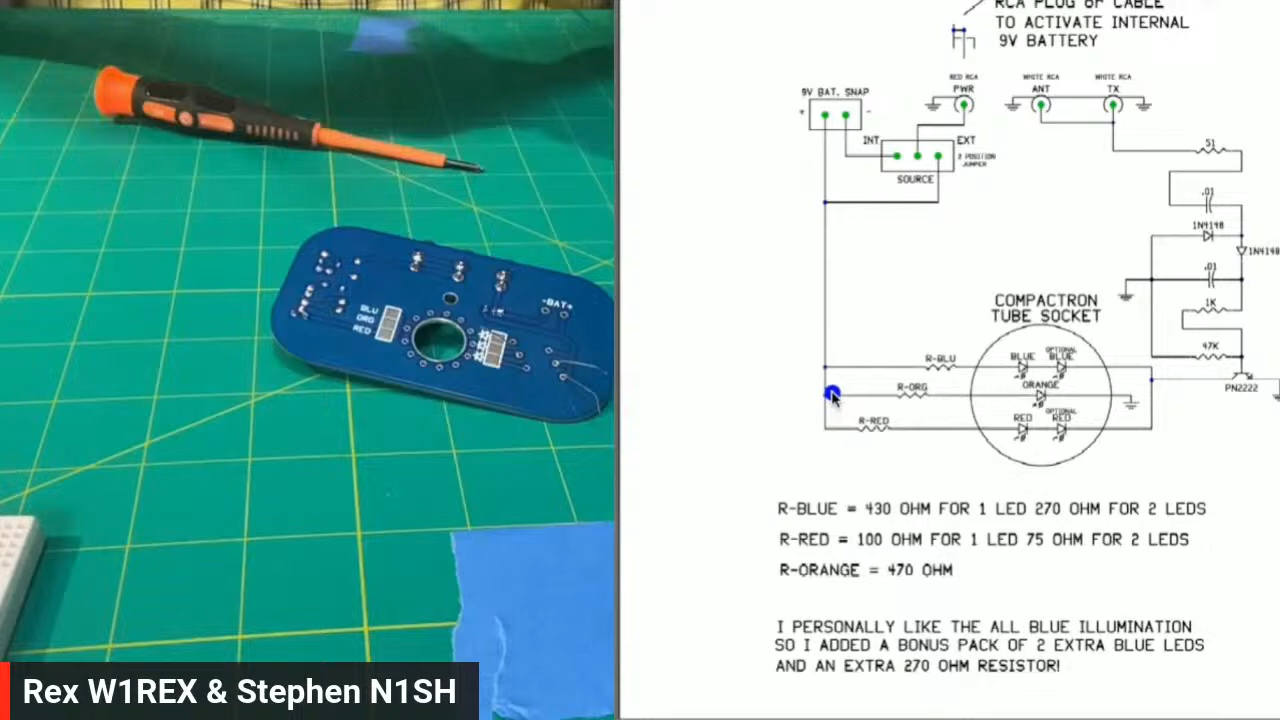 RCA PLUG OF CABLE
TO ACTIVATE INTERNAL
9V BATTERY
RED RCA
WHITE RCA
WHITE RCA
9V BAT. SNAP
PWR
ANT
TX
+
-
INT
EXT
2 POSITION
JUMPER
SOURCE
51
.01
1N4148
1N4148
.01
1K
47K
PN2222
COMPACTRON
TUBE SOCKET
OPTIONAL
R-BLU
BLUE
BLUE
R-ORG
ORANGE
OPTIONAL
R-RED
RED
RED
BLU
ORG
RED
-BAT+
R-BLUE = 430 OHM FOR 1 LED 270 OHM FOR 2 LEDS
R-RED = 100 OHM FOR 1 LED 75 OHM FOR 2 LEDS
R-ORANGE = 470 OHM
I PERSONALLY LIKE THE ALL BLUE ILLUMINATION
SO I ADDED A BONUS PACK OF 2 EXTRA BLUE LEDS
AND AN EXTRA 270 OHM RESISTOR!
Rex W1REX & Stephen N1SH